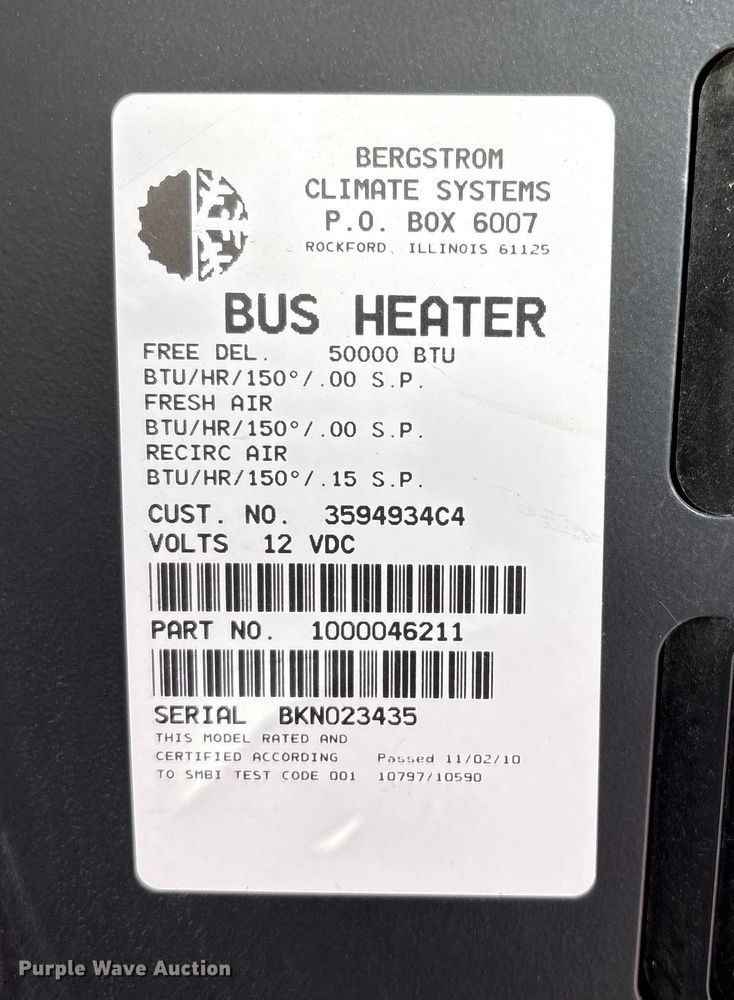 BERGSTROM
CLIMATE SYSTEMS
P.O. BOX 6007
ROCKFORD, ILLINOIS 61125
BUS HEATER
FREE DEL. 50000 BTU
BTU/HR/150°/.00 S.P.
FRESH AIR
BTU/HR/150°/.00 S.P.
RECIRC AIR
BTU/HR/150°/.15 S.P.
CUST. NO. 3594934C4
VOLTS 12 VDC
PART NO. 1000046211
SERIAL BKN023435
THIS MODEL RATED AND
CERTIFIED ACCORDING Passed 11/02/10
TO SMBI TEST CODE 001 10797/10590
Purple Wave Auction